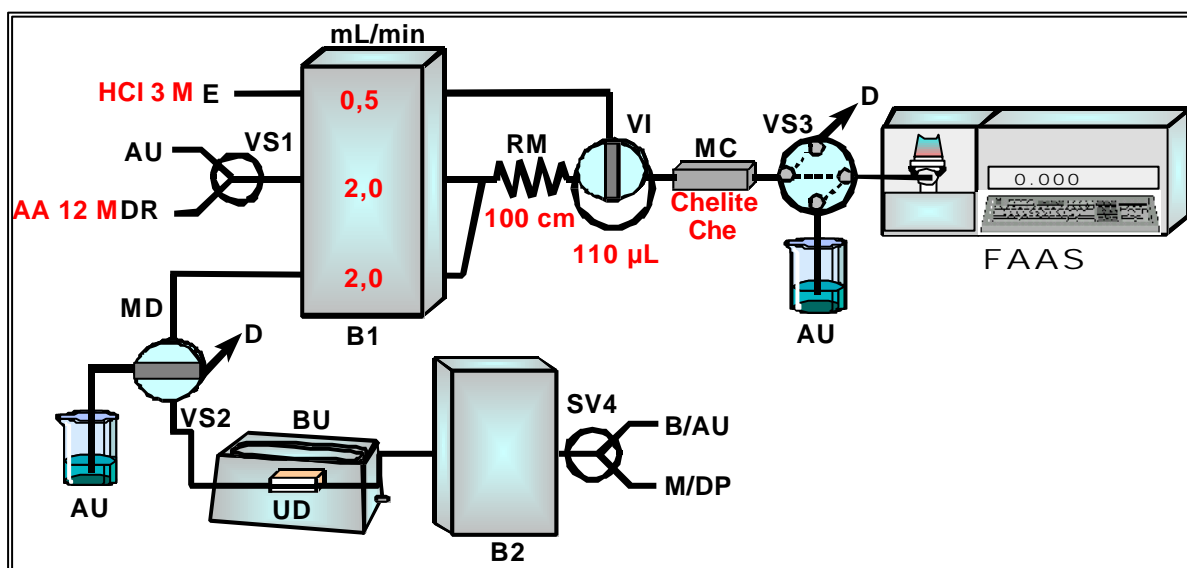 mL/min
HCl 3 M E
0,5
D
AU
VS1
RM
VI
MC
VS3
AA 12 M DR
2,0
100 cm
Chelite
Che
0.000
110 µL
FAAS
MD
2,0
AU
D
B1
VS2
BU
SV4
B/AU
UD
M/DP
AU
B2